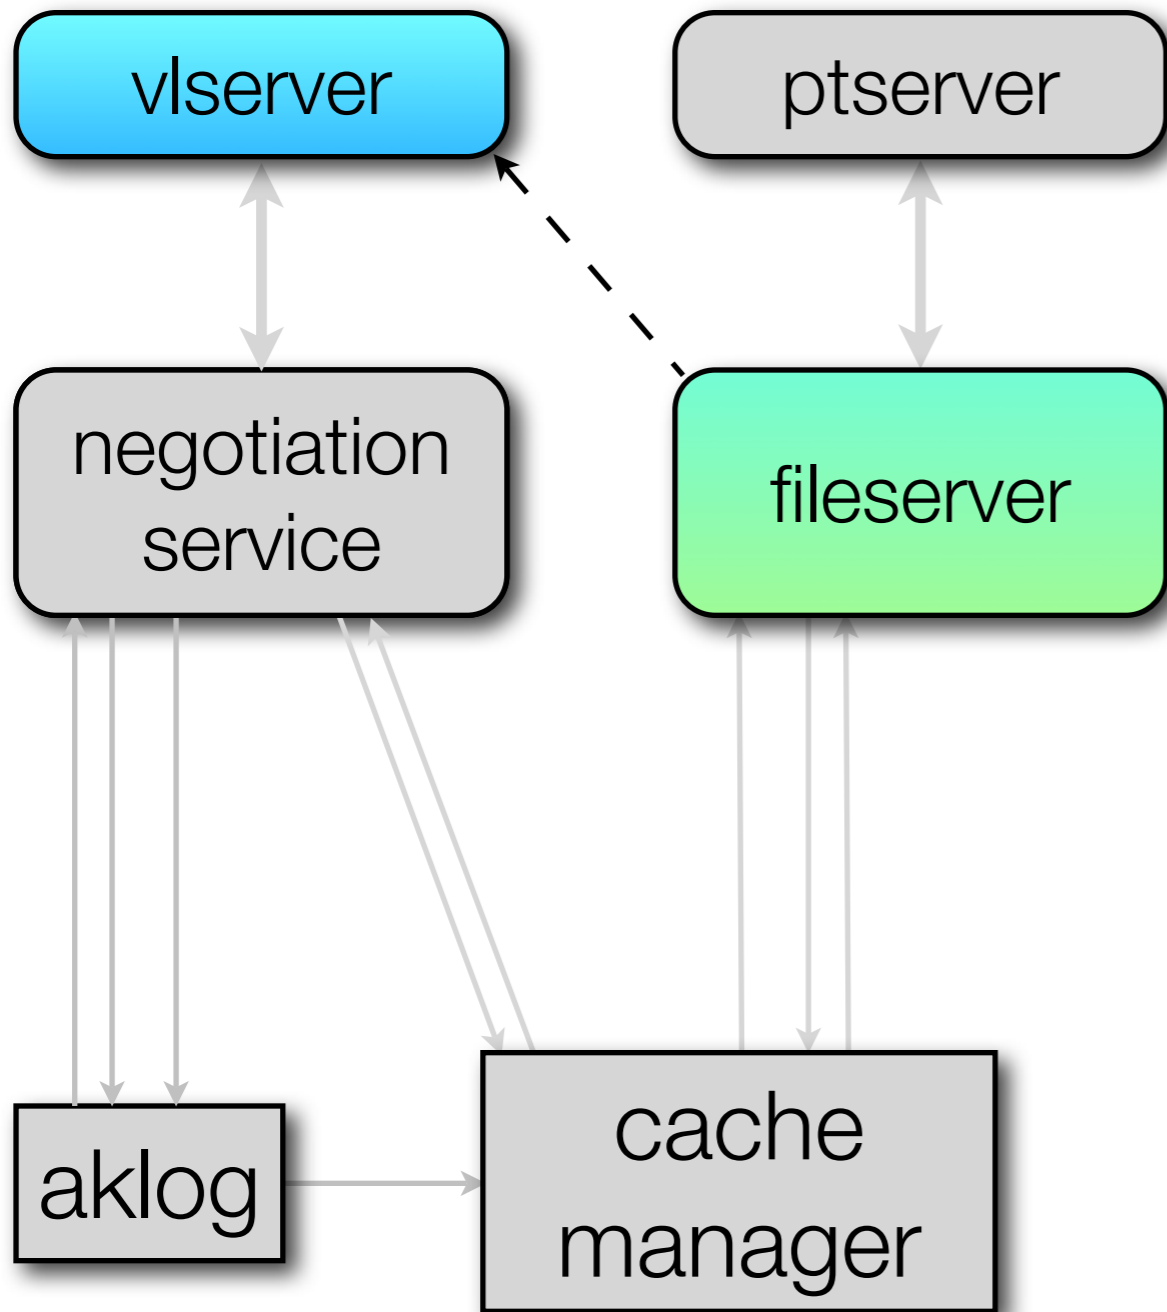 vlserver
ptserver
negotiation
service
fileserver
aklog
cache
manager